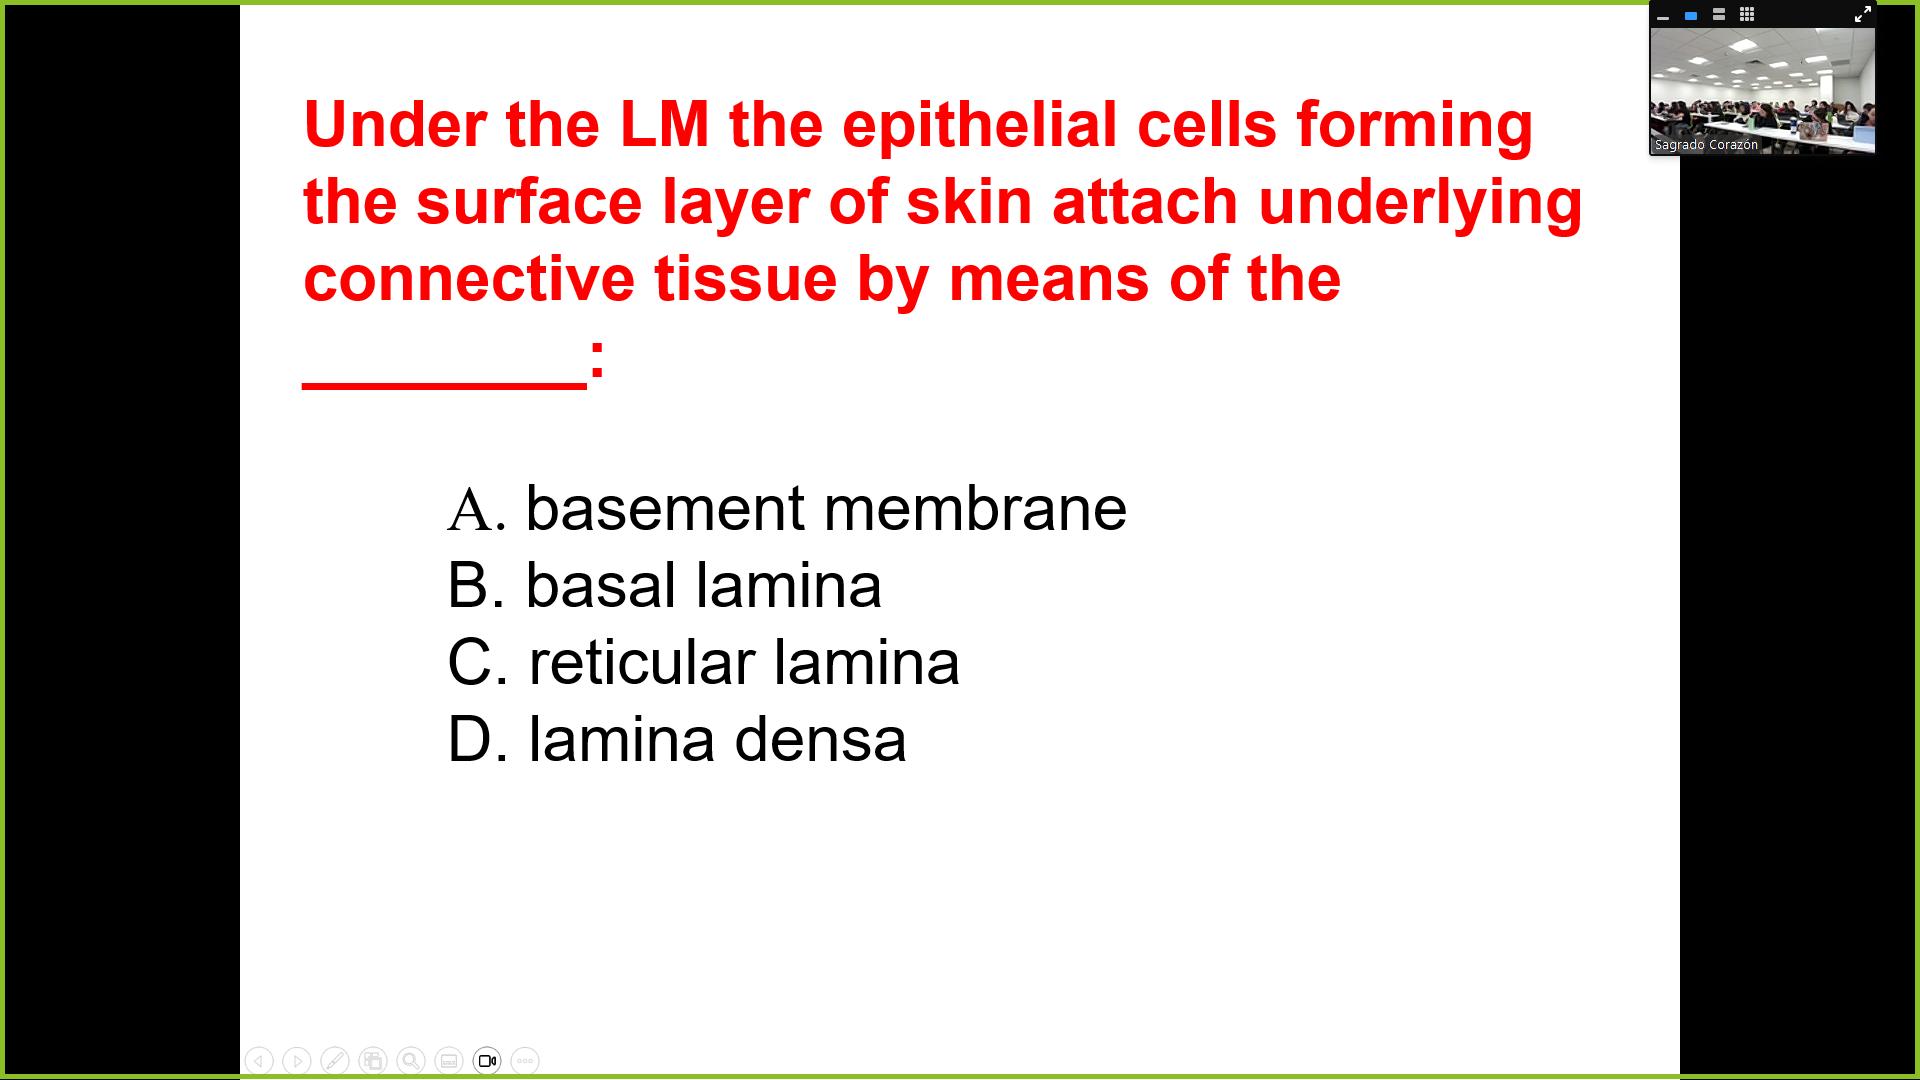 Under the LM the epithelial cells forming
the surface layer of skin attach underlying
connective tissue by means of the
________:
A. basement membrane
B. basal lamina
C. reticular lamina
D. lamina densa
Sagrado Corazón